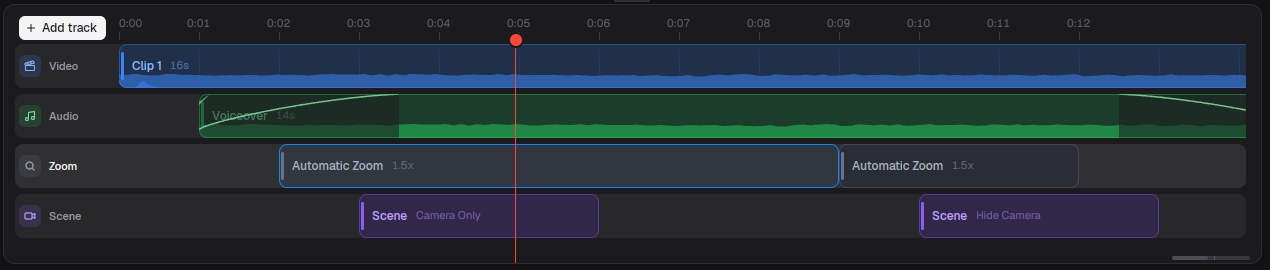 + Add track
0:00 0:01 0:02 0:03 0:04 0:05 0:06 0:07 0:08 0:09 0:10 0:11 0:12
Video Clip 1 16s
Audio Voiceover 14s
Zoom Automatic Zoom 1.5x Automatic Zoom 1.5x
Scene Scene Camera Only Scene Hide Camera